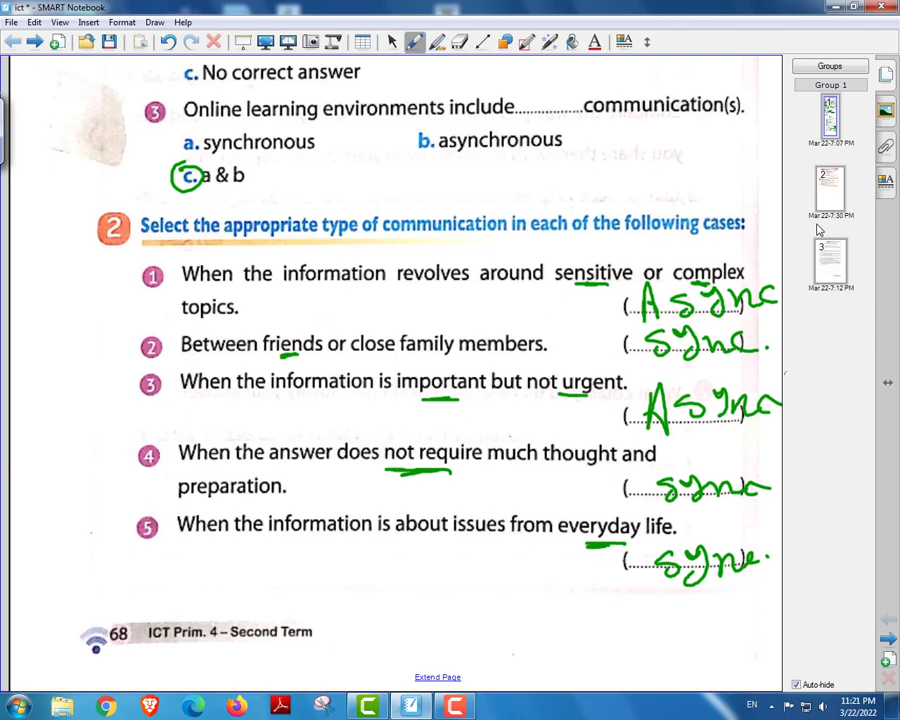 ict * - SMART Notebook
File Edit View Insert Format Draw Help
Groups
Group 1
1
Mar 22-7:07 PM
2
Mar 22-7:30 PM
3
Mar 22-7:12 PM
c. No correct answer
3 Online learning environments include..............communication(s).
a. synchronous b. asynchronous
c. a & b
2 Select the appropriate type of communication in each of the following cases:
1 When the information revolves around sensitive or complex
topics. (Async)
2 Between friends or close family members. (sync.)
3 When the information is important but not urgent.
(Async)
4 When the answer does not require much thought and
preparation. (sync)
5 When the information is about issues from everyday life.
(sync.)
68 ICT Prim. 4 – Second Term
Extend Page
Auto-hide
EN 11:21 PM
3/22/2022